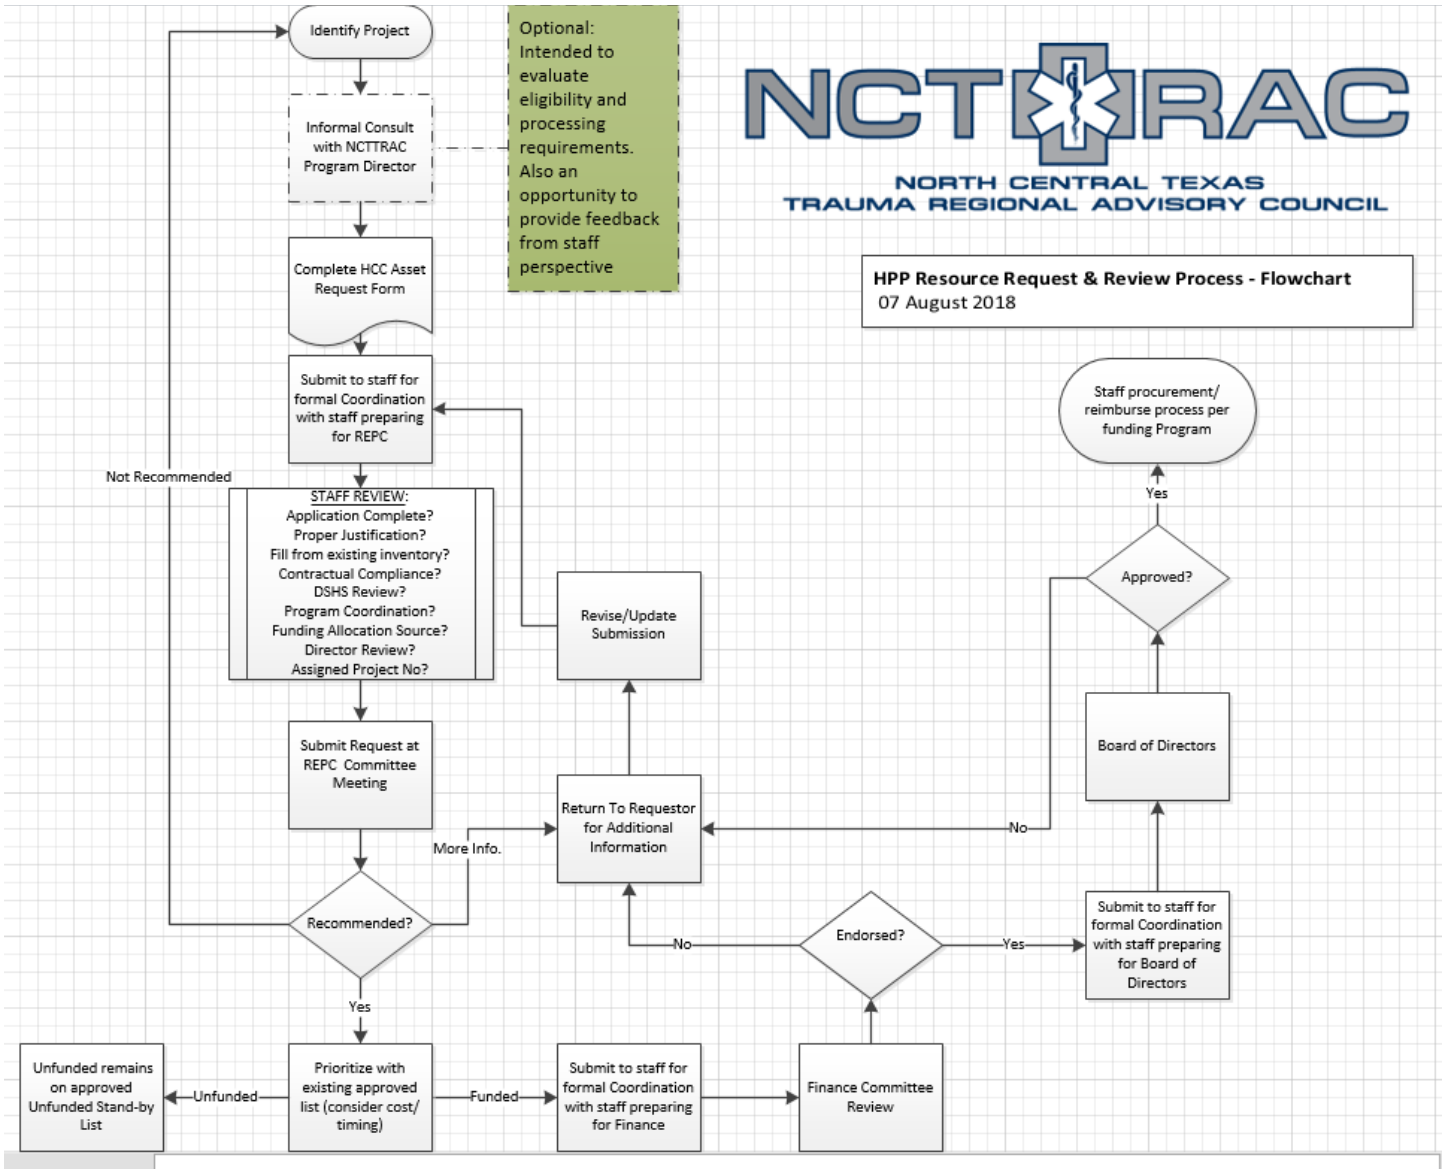 Identify Project
Optional:
Intended to
evaluate
eligibility and
processing
requirements.
Also an
opportunity to
provide feedback
from staff
perspective
NCT RAC
NORTH CENTRAL TEXAS
TRAUMA REGIONAL ADVISORY COUNCIL
Informal Consult
with NCTTRAC
Program Director
Complete HCC Asset
Request Form
HPP Resource Request & Review Process - Flowchart
07 August 2018
Submit to staff for
formal Coordination
with staff preparing
for REPC
Staff procurement/
reimburse process per
funding Program
Not Recommended
Yes
STAFF REVIEW:
Application Complete?
Proper Justification?
Fill from existing inventory?
Contractual Compliance?
DSHS Review?
Program Coordination?
Funding Allocation Source?
Director Review?
Assigned Project No?
Approved?
Revise/Update
Submission
Submit Request at
REPC Committee
Meeting
Board of Directors
Return To Requestor
for Additional
Information
No
More Info.
Recommended?
Endorsed?
No
Yes
Submit to staff for
formal Coordination
with staff preparing
for Board of
Directors
Yes
Unfunded remains
on approved
Unfunded Stand-by
List
Unfunded
Prioritize with
existing approved
list (consider cost/
timing)
Funded
Submit to staff for
formal Coordination
with staff preparing
for Finance
Finance Committee
Review